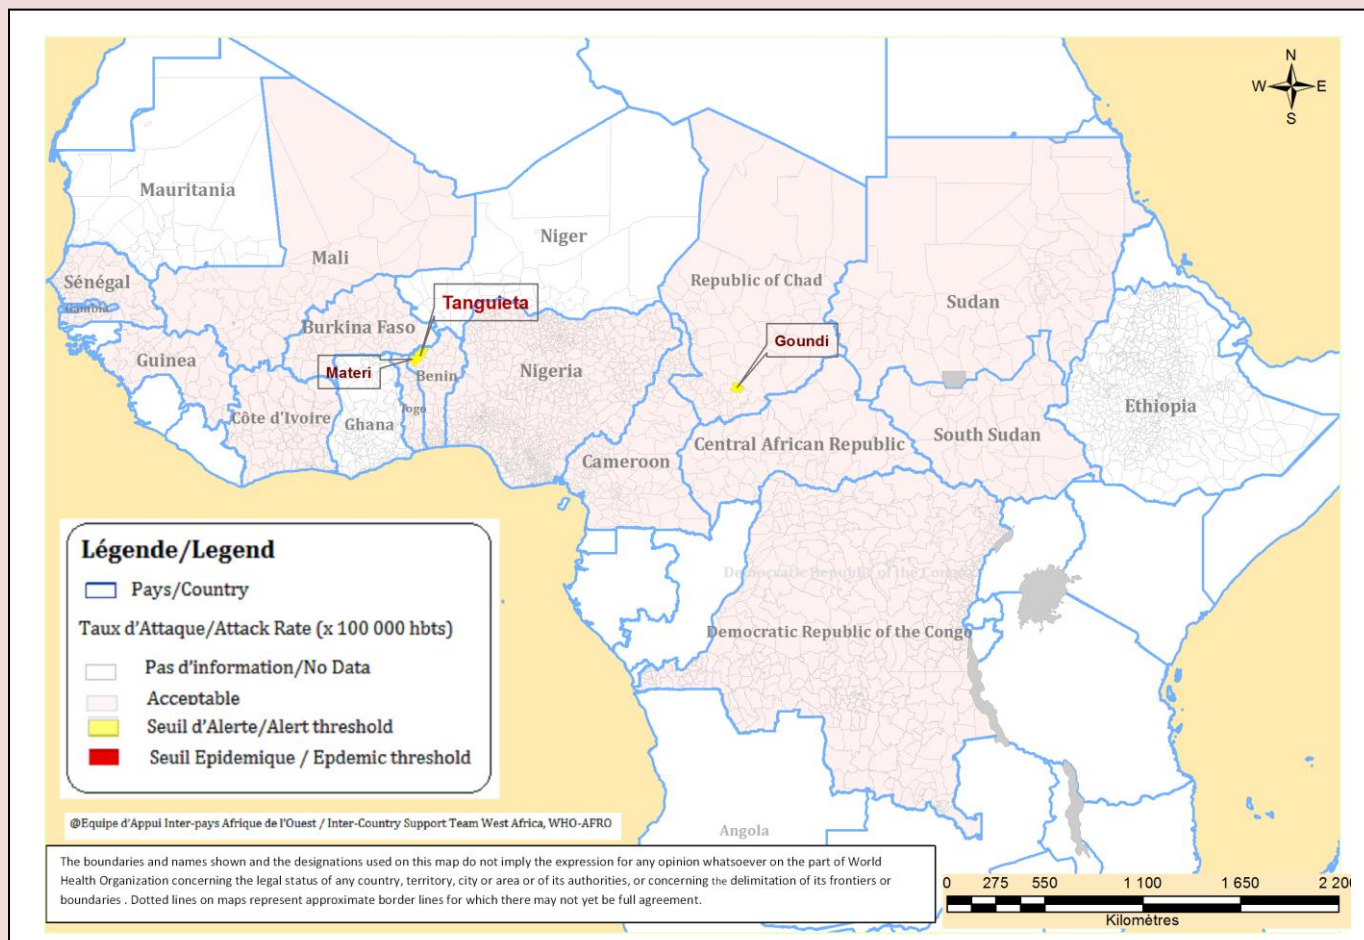 N
W E
S
Mauritania
Niger
Mali
Republic of Chad
Sudan
Sénégal
Gambia
Tanguieta
Burkina Faso
Goundi
Guinea
Materi
Benin
Nigeria
Togo
Côte d'Ivoire
Ghana
Ethiopia
Central African Republic
South Sudan
Cameroon
Democratic Republic of the Congo
Democratic Republic of the Congo
Angola
Légende/Legend
Pays/Country
Taux d'Attaque/Attack Rate (x 100 000 hbts)
Pas d'information/No Data
Acceptable
Seuil d'Alerte/Alert threshold
Seuil Epidemique / Epdemic threshold
@Equipe d'Appui Inter-pays Afrique de l'Ouest / Inter-Country Support Team West Africa, WHO-AFRO
The boundaries and names shown and the designations used on this map do not imply the expression for any opinion whatsoever on the part of World
Health Organization concerning the legal status of any country, territory, city or area or of its authorities, or concerning the delimitation of its frontiers or
boundaries . Dotted lines on maps represent approximate border lines for which there may not yet be full agreement.
0 275 550 1 100 1 650 2 20
Kilomètres